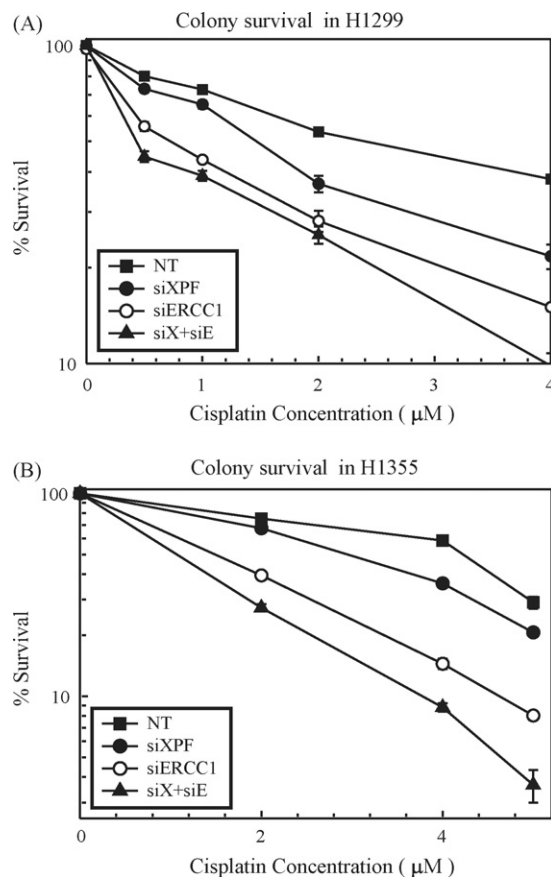 (A) Colony survival in H1299
100
10
% Survival
NT
siXPF
siERCC1
siX+siE
0 1 2 3 4
Cisplatin Concentration ( μM )
(B) Colony survival in H1355
100
10
% Survival
NT
siXPF
siERCC1
siX+siE
0 2 4
Cisplatin Concentration ( μM )